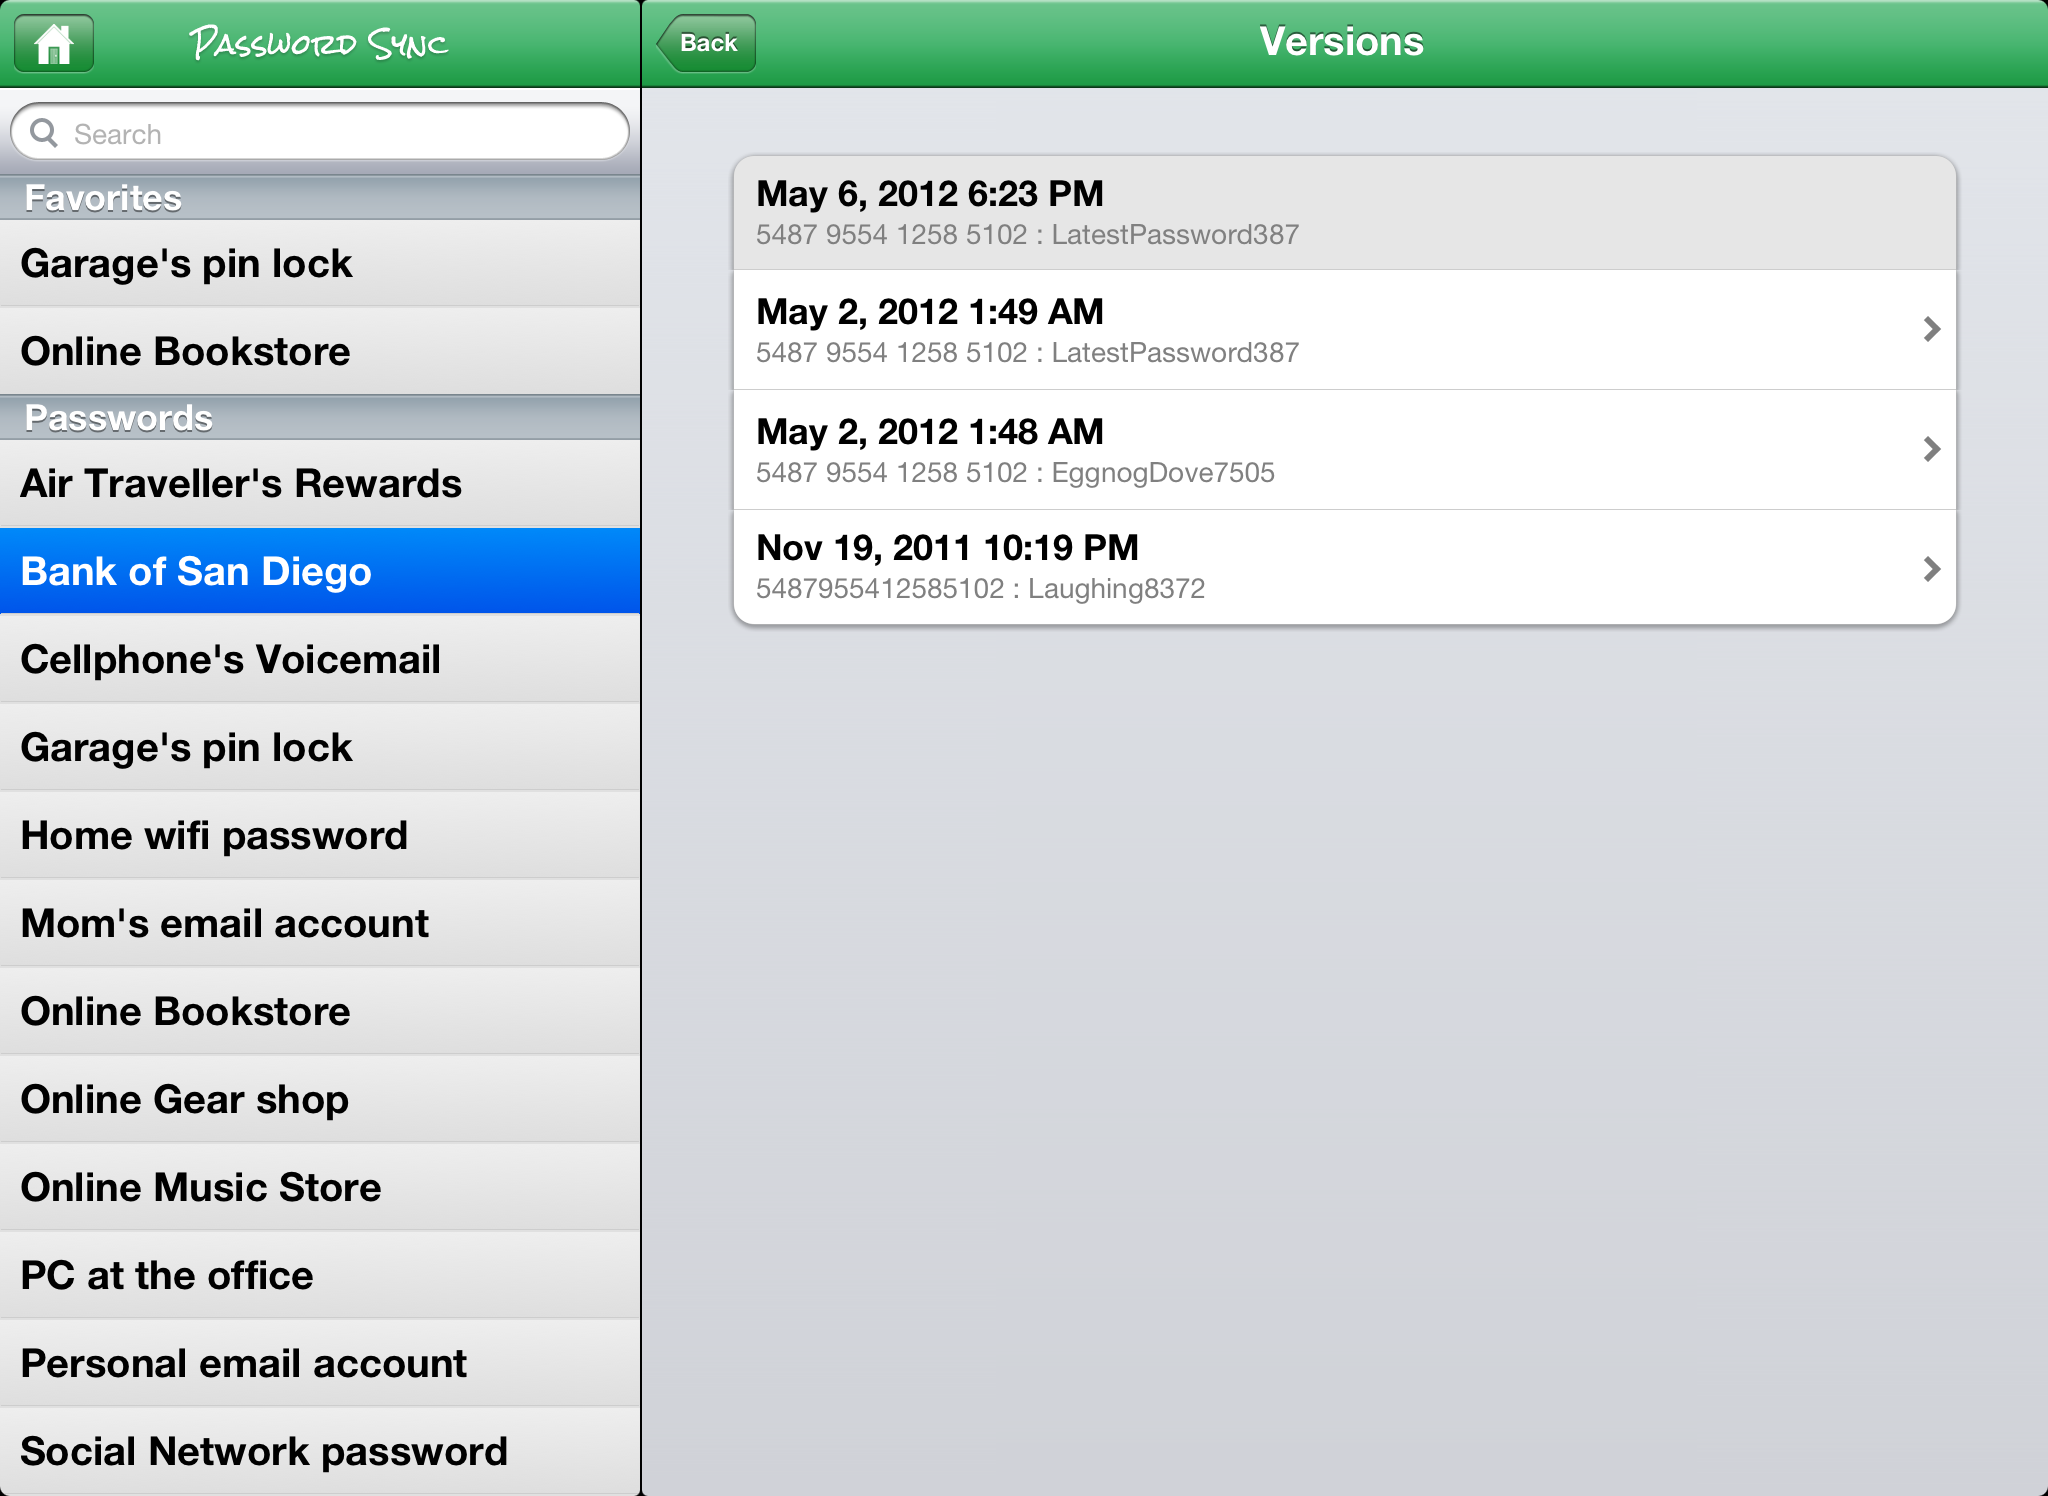 Password Sync
Search
Favorites
Garage's pin lock
Online Bookstore
Passwords
Air Traveller's Rewards
Bank of San Diego
Cellphone's Voicemail
Garage's pin lock
Home wifi password
Mom's email account
Online Bookstore
Online Gear shop
Online Music Store
PC at the office
Personal email account
Social Network password
Back
Versions
May 6, 2012 6:23 PM
5487 9554 1258 5102 : LatestPassword387
May 2, 2012 1:49 AM
5487 9554 1258 5102 : LatestPassword387
May 2, 2012 1:48 AM
5487 9554 1258 5102 : EggnogDove7505
Nov 19, 2011 10:19 PM
5487955412585102 : Laughing8372